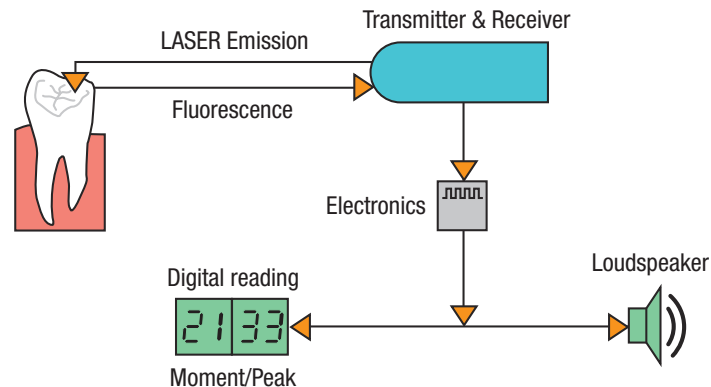 Transmitter & Receiver
LASER Emission
Fluorescence
Electronics
Loudspeaker
Digital reading
21 33
Moment/Peak